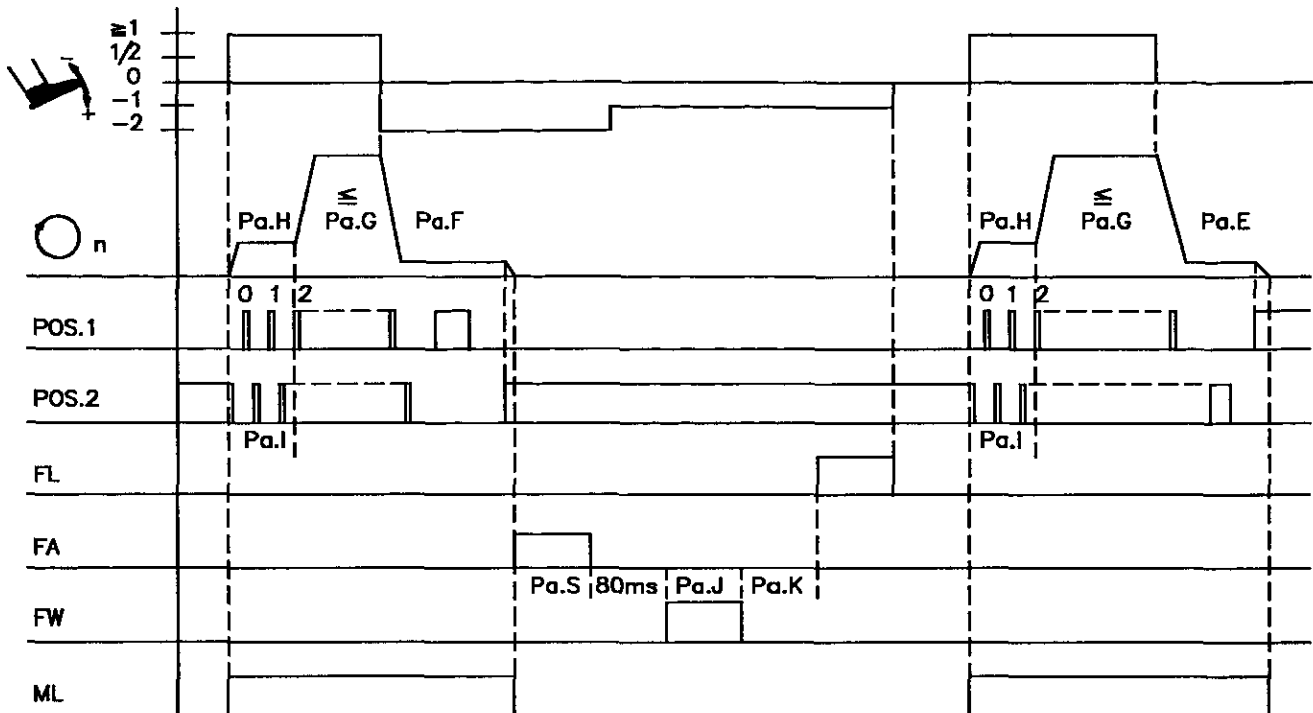 ≧1
1/2
0
-1
-2
- +
Pa.H ≦ Pa.G Pa.F Pa.H ≦ Pa.G Pa.E
n
0 1 2 0 1 2
POS.1
POS.2
Pa.I Pa.I
FL
FA
Pa.S 80ms Pa.J Pa.K
FW
ML